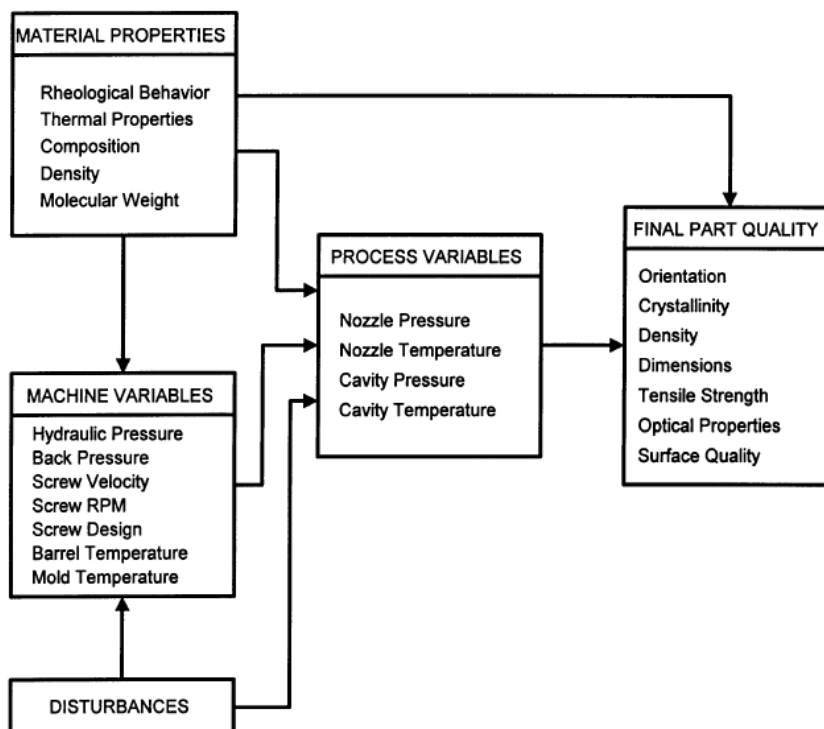 MATERIAL PROPERTIES
Rheological Behavior
Thermal Properties
Composition
Density
Molecular Weight
MACHINE VARIABLES
Hydraulic Pressure
Back Pressure
Screw Velocity
Screw RPM
Screw Design
Barrel Temperature
Mold Temperature
DISTURBANCES
PROCESS VARIABLES
Nozzle Pressure
Nozzle Temperature
Cavity Pressure
Cavity Temperature
FINAL PART QUALITY
Orientation
Crystallinity
Density
Dimensions
Tensile Strength
Optical Properties
Surface Quality